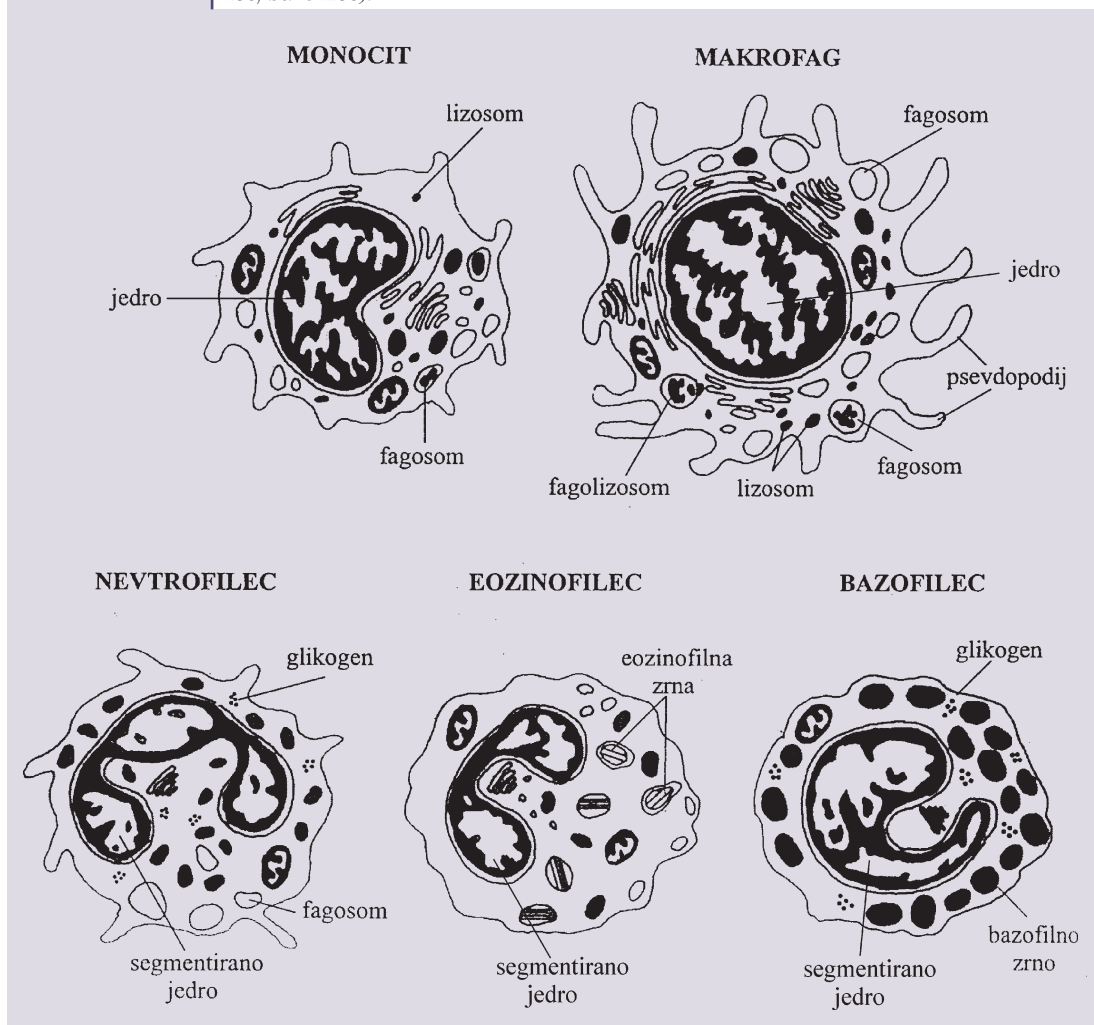 MONOCIT
MAKROFAG
lizosom
fagosom
jedro
jedro
psevdopodij
fagosom
fagosom
fagolizosom
lizosom
NEVTROFILEC
EOZINOFILEC
BAZOFILEC
glikogen
eozinofilna
zrna
glikogen
fagosom
segmentirano
jedro
segmentirano
jedro
segmentirano
jedro
bazofilno
zrno